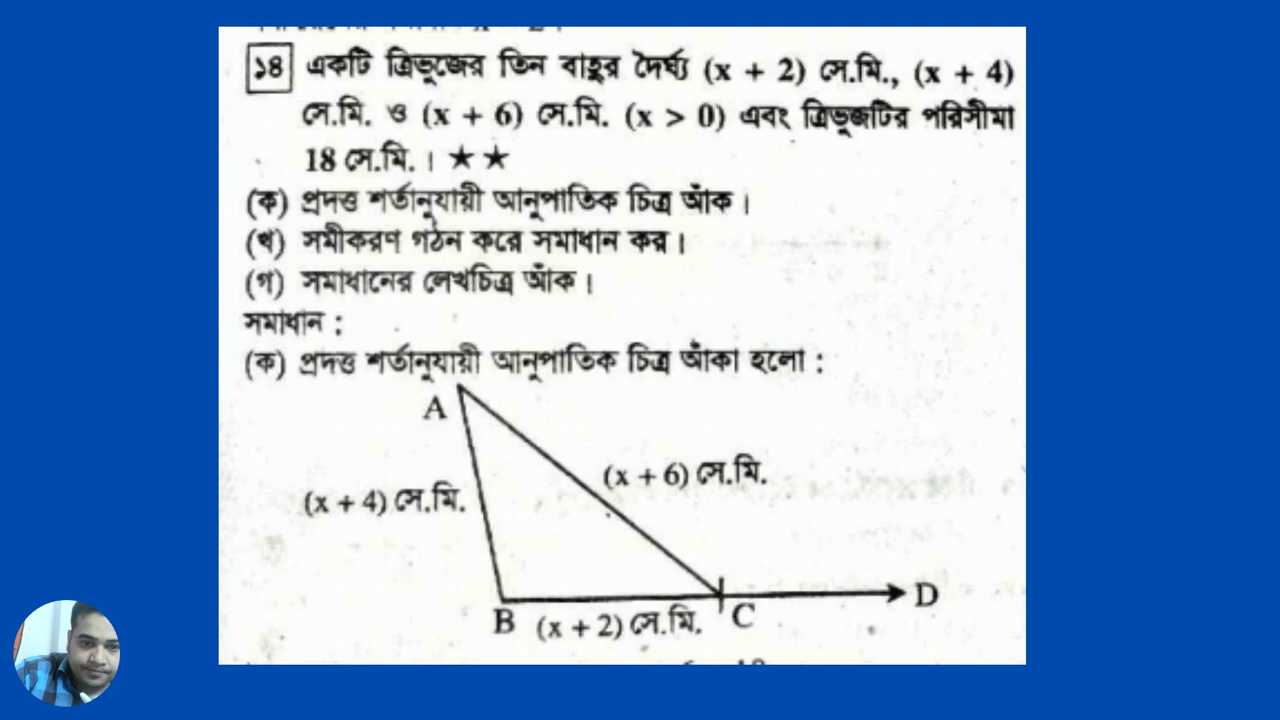 ১৪ একটি ত্রিভুজের তিন বাহুর দৈর্ঘ্য (x + 2) সে.মি., (x + 4)
সে.মি. ও (x + 6) সে.মি. (x > 0) এবং ত্রিভুজটির পরিসীমা
18 সে.মি. । ★ ★
(ক) প্রদত্ত শর্তানুযায়ী আনুপাতিক চিত্র আঁক।
(খ) সমীকরণ গঠন করে সমাধান কর।
(গ) সমাধানের লেখচিত্র আঁক।
সমাধান :
(ক) প্রদত্ত শর্তানুযায়ী আনুপাতিক চিত্র আঁকা হলো :
A
(x + 6) সে.মি.
(x + 4) সে.মি.
B (x + 2) সে.মি. C D